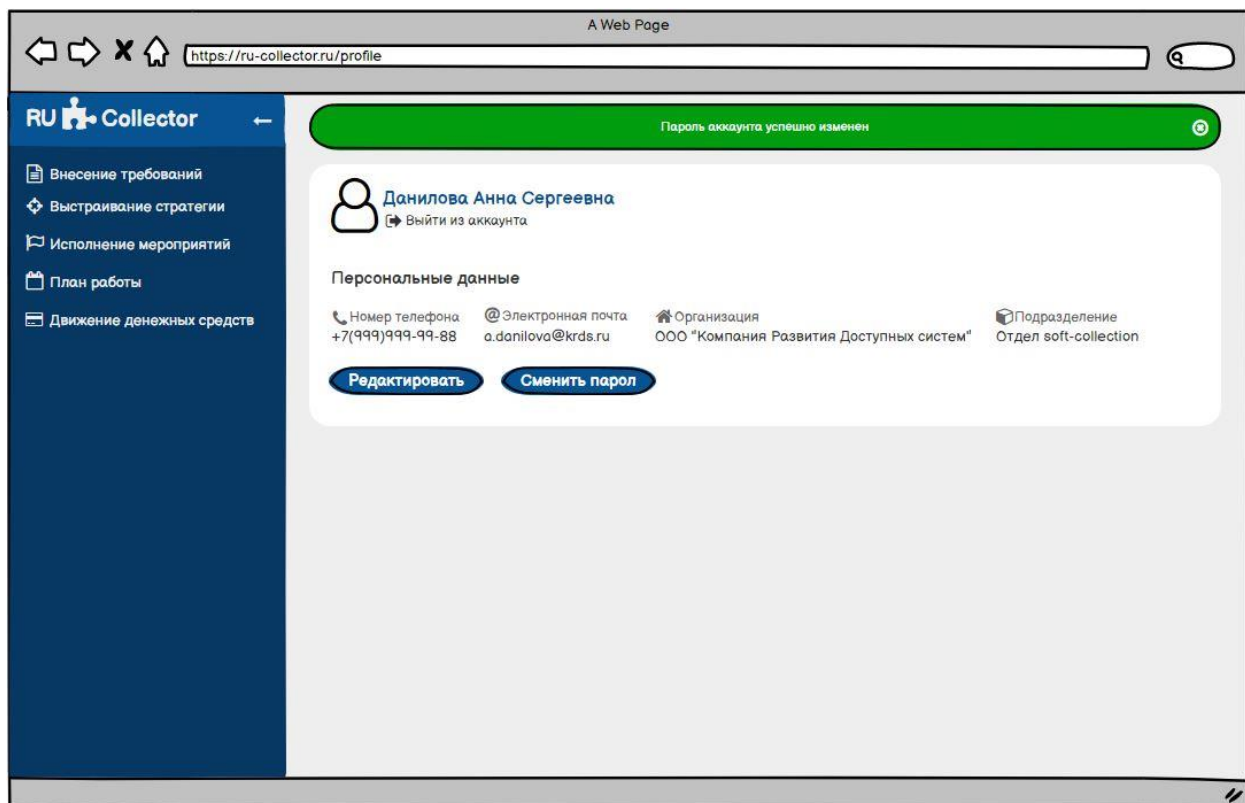 A Web Page
https://ru-collector.ru/profile
RU Collector
Пароль аккаунта успешно изменен
Внесение требований
Выстраивание стратегии
Исполнение мероприятий
План работы
Движение денежных средств
Данилова Анна Сергеевна
Выйти из аккаунта
Персональные данные
Номер телефона @Электронная почта Организация Подразделение
+7(999)999-99-88 a.danilova@krds.ru ООО "Компания Развития Доступных систем" Отдел soft-collection
Редактировать Сменить парол